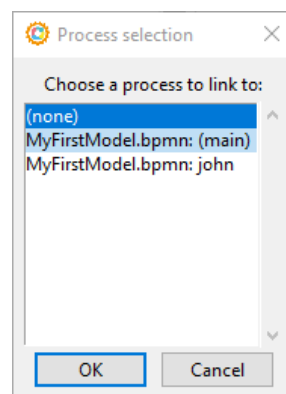 Process selection
Choose a process to link to:
(none)
MyFirstModel.bpmn: (main)
MyFirstModel.bpmn: john
OK
Cancel